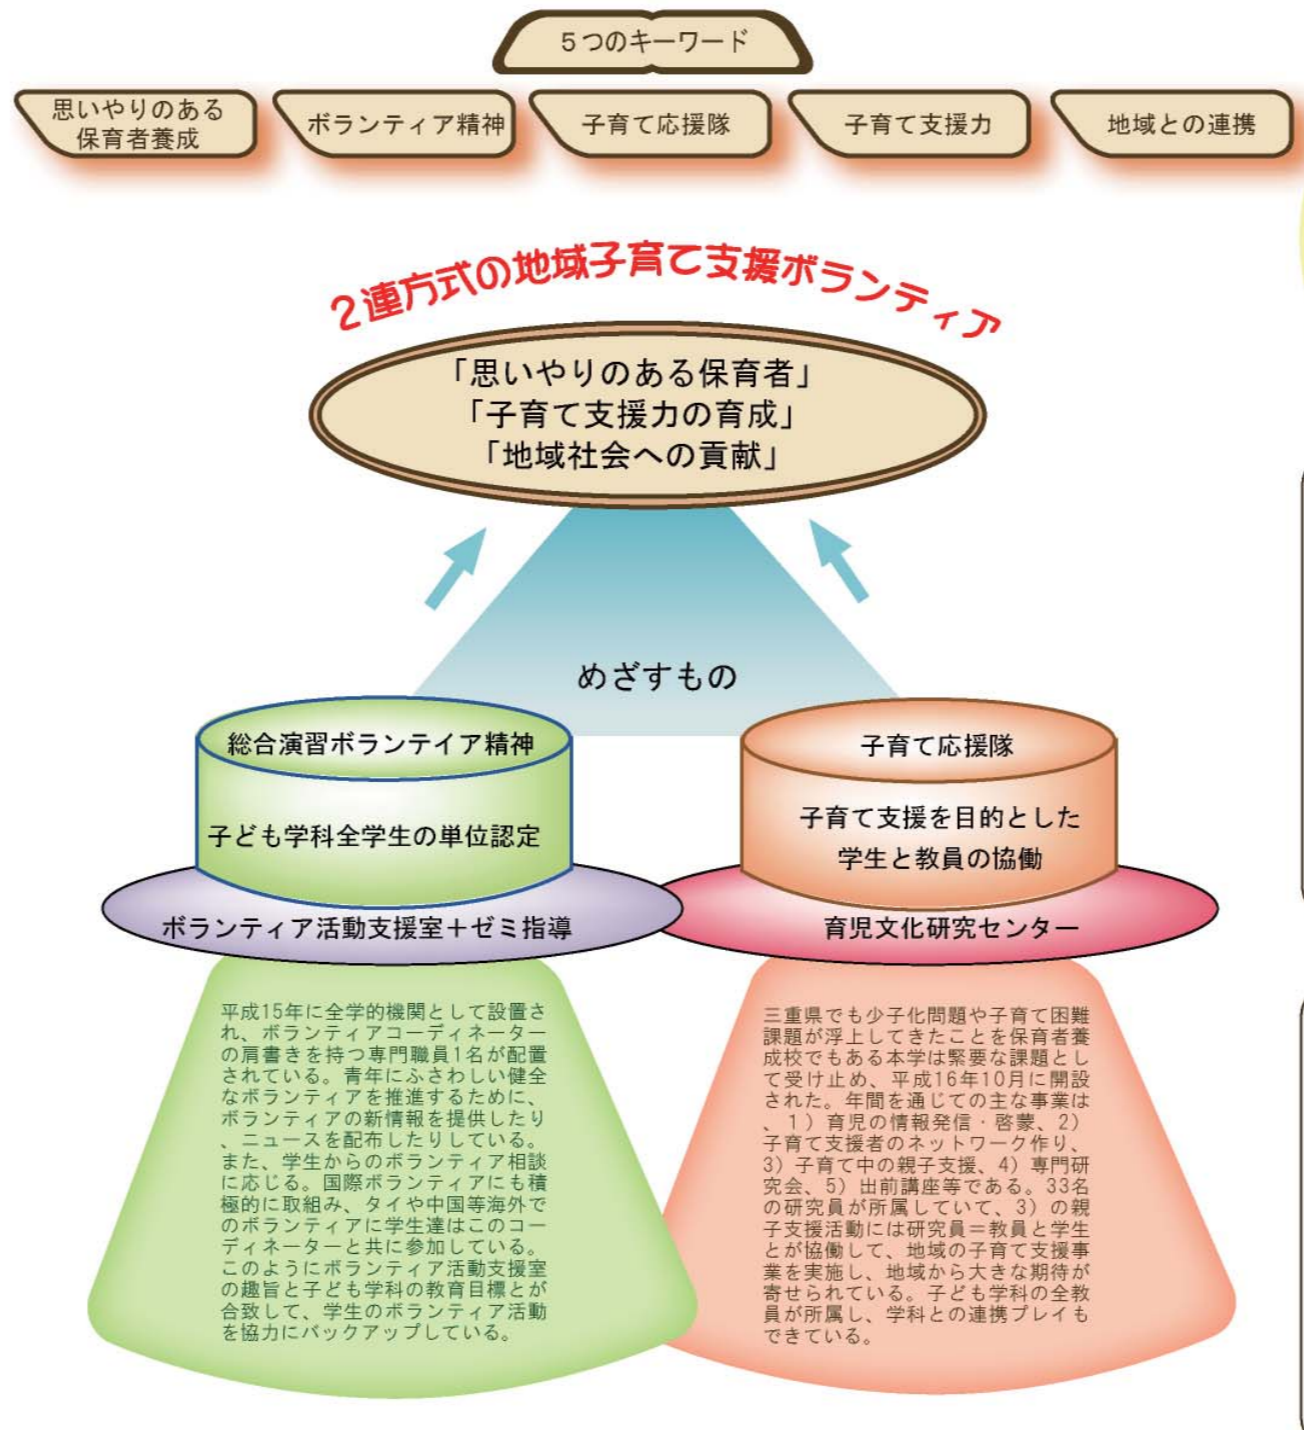 5つのキーワード
思いやりのある
保育者養成
ボランティア精神
子育て応援隊
子育て支援力
地域との連携
2連方式の地域子育て支援ボランティア
「思いやりのある保育者」
「子育て支援力の育成」
「地域社会への貢献」
めざすもの
総合演習ボランテイア精神
子ども学科全学生の単位認定
ボランティア活動支援室＋ゼミ指導
平成15年に全学的機関として設置さ
れ、ボランティアコーディネーター
の肩書きを持つ専門職員1名が配置
されている。青年にふさわしい健全
なボランティアを推進するために、
ボランティアの新情報を提供したり
、ニュースを配布したりしている。
また、学生からのボランティア相談
に応じる。国際ボランティアにも積
極的に取組み、タイや中国等海外で
のボランティアに学生達はこのコー
ディネーターと共に参加している。
このようにボランティア活動支援室
の趣旨と子ども学科の教育目標とが
合致して、学生のボランティア活動
を協力にバックアップしている。
子育て応援隊
子育て支援を目的とした
学生と教員の協働
育児文化研究センター
三重県でも少子化問題や子育て困難
課題が浮上してきたことを保育者養
成校でもある本学は緊要な課題とし
て受け止め、平成16年10月に開設
された。年間を通じての主な事業は
、1）育児の情報発信・啓蒙、2）
子育て支援者のネットワーク作り、
3）子育て中の親子支援、4）専門研
究会、5）出前講座等である。33名
の研究員が所属していて、3）の親
子支援活動には研究員＝教員と学生
とが協働して、地域の子育て支援事
業を実施し、地域から大きな期待が
寄せられている。子ども学科の全教
員が所属し、学科との連携プレイも
できている。